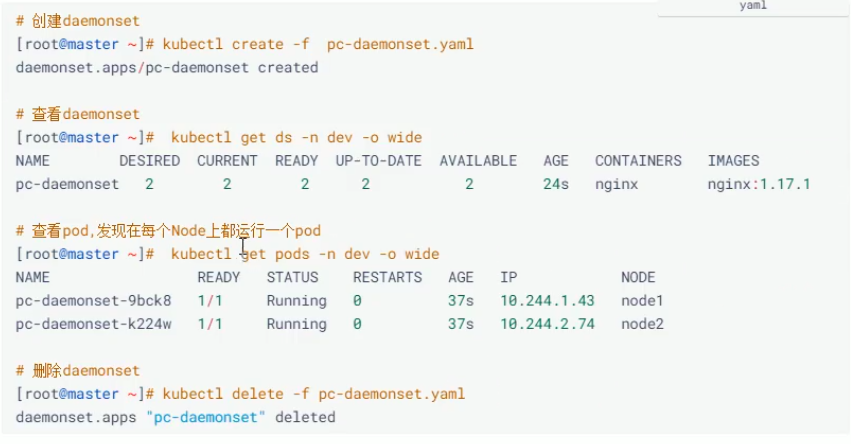 yaml
# 创建daemonset
[root@master ~]# kubectl create -f  pc-daemonset.yaml
daemonset.apps/pc-daemonset created
# 查看daemonset
[root@master ~]#  kubectl get ds -n dev -o wide
NAME        DESIRED  CURRENT  READY  UP-TO-DATE  AVAILABLE   AGE   CONTAINERS   IMAGES
pc-daemonset   2        2        2      2           2        24s   nginx        nginx:1.17.1
# 查看pod,发现在每个Node上都运行一个pod
[root@master ~]#  kubectl get pods -n dev -o wide
NAME                 READY   STATUS    RESTARTS   AGE   IP            NODE
pc-daemonset-9bck8   1/1     Running   0          37s   10.244.1.43   node1
pc-daemonset-k224w   1/1     Running   0          37s   10.244.2.74   node2
# 删除daemonset
[root@master ~]# kubectl delete -f pc-daemonset.yaml
daemonset.apps "pc-daemonset" deleted